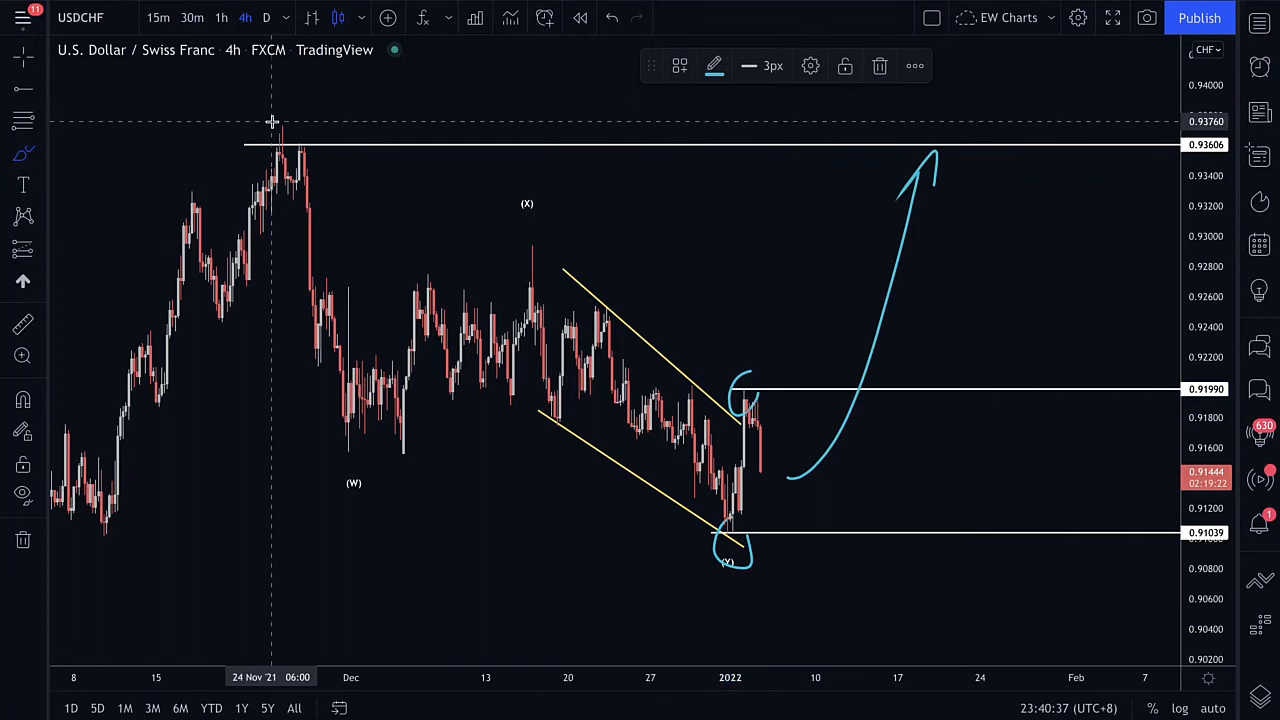 11
USDCHF
15m 30m 1h 4h D
EW Charts
Publish
U.S. Dollar / Swiss Franc · 4h · FXCM · TradingView
3px
CHF
0.94000
0.93760
0.93606
0.93400
0.93200
0.93000
0.92800
0.92600
0.92400
0.92200
0.91990
0.91800
0.91600
0.91444
02:19:22
0.91200
0.91039
0.90800
0.90600
0.90400
0.90200
(X)
(W)
(Y)
630
1
8 15 24 Nov '21 06:00 Dec 13 20 27 2022 10 17 24 Feb 7
1D 5D 1M 3M 6M YTD 1Y 5Y All
23:40:37 (UTC+8) % log auto